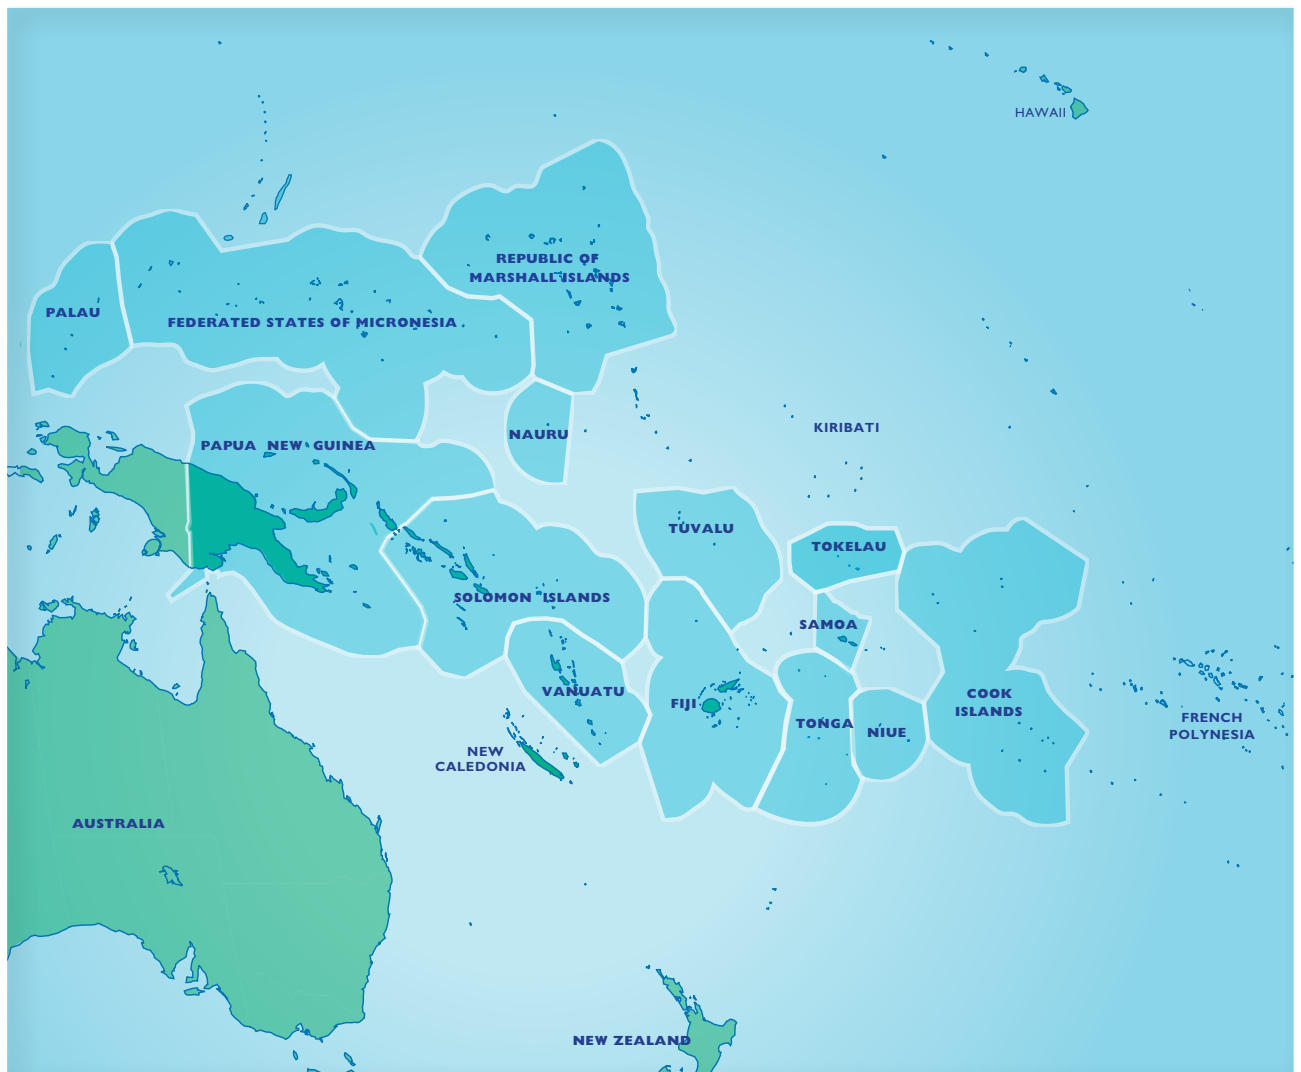 HAWAII
REPUBLIC OF
MARSHALL ISLANDS
PALAU
FEDERATED STATES OF MICRONESIA
KIRIBATI
NAURU
PAPUA NEW GUINEA
TUVALU
TOKELAU
SOLOMON ISLANDS
SAMOA
VANUATU
FIJI
COOK
ISLANDS
TONGA
NIUE
FRENCH
POLYNESIA
NEW
CALEDONIA
AUSTRALIA
NEW ZEALAND